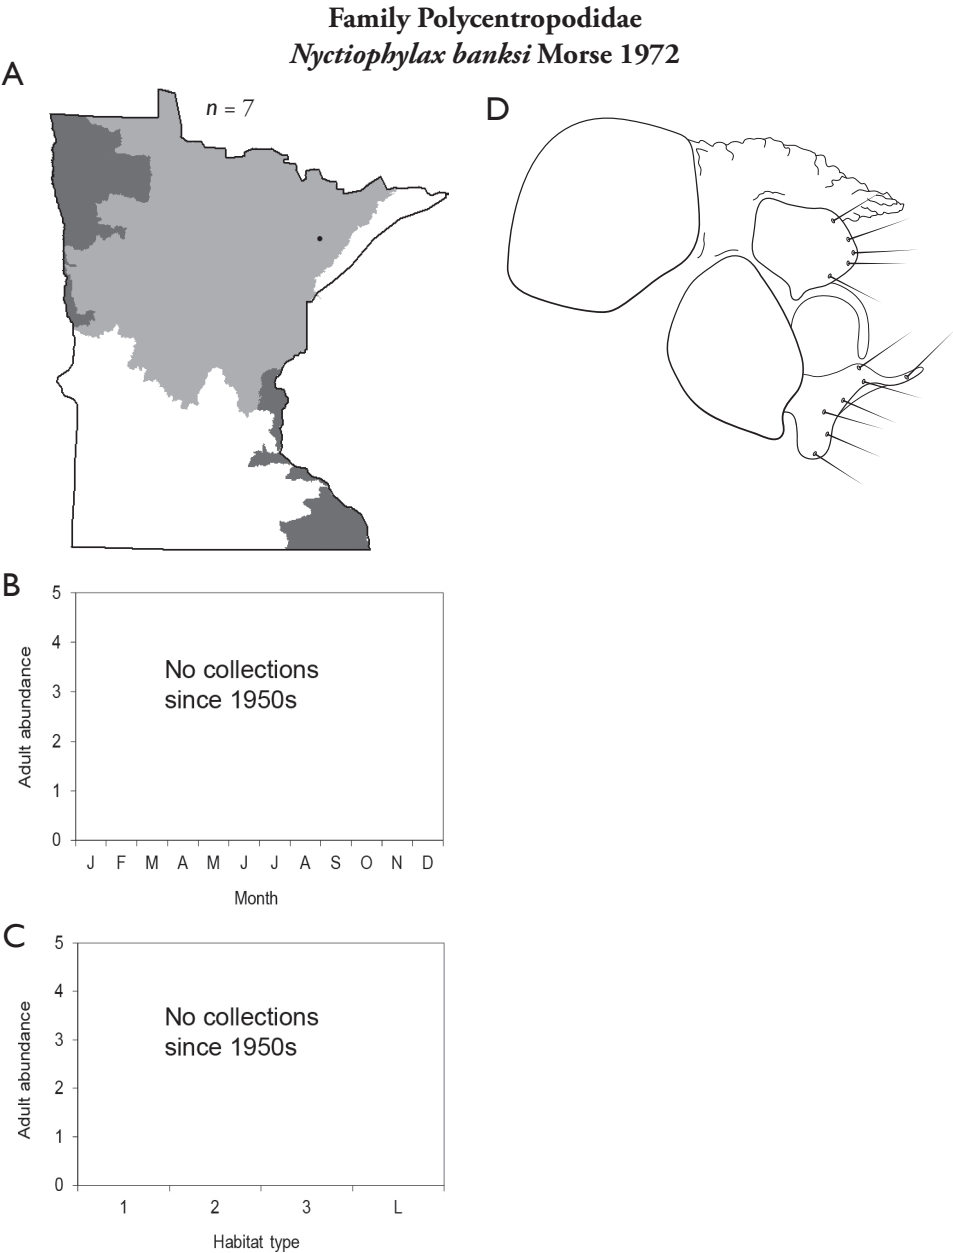 Family Polycentropodidae
Nyctiophylax banksi Morse 1972
A
n = 7
D
B
5
4
3
2
1
0
Adult abundance
No collections
since 1950s
J F M A M J J A S O N D
Month
C
5
4
3
2
1
0
Adult abundance
No collections
since 1950s
1 2 3 L
Habitat type